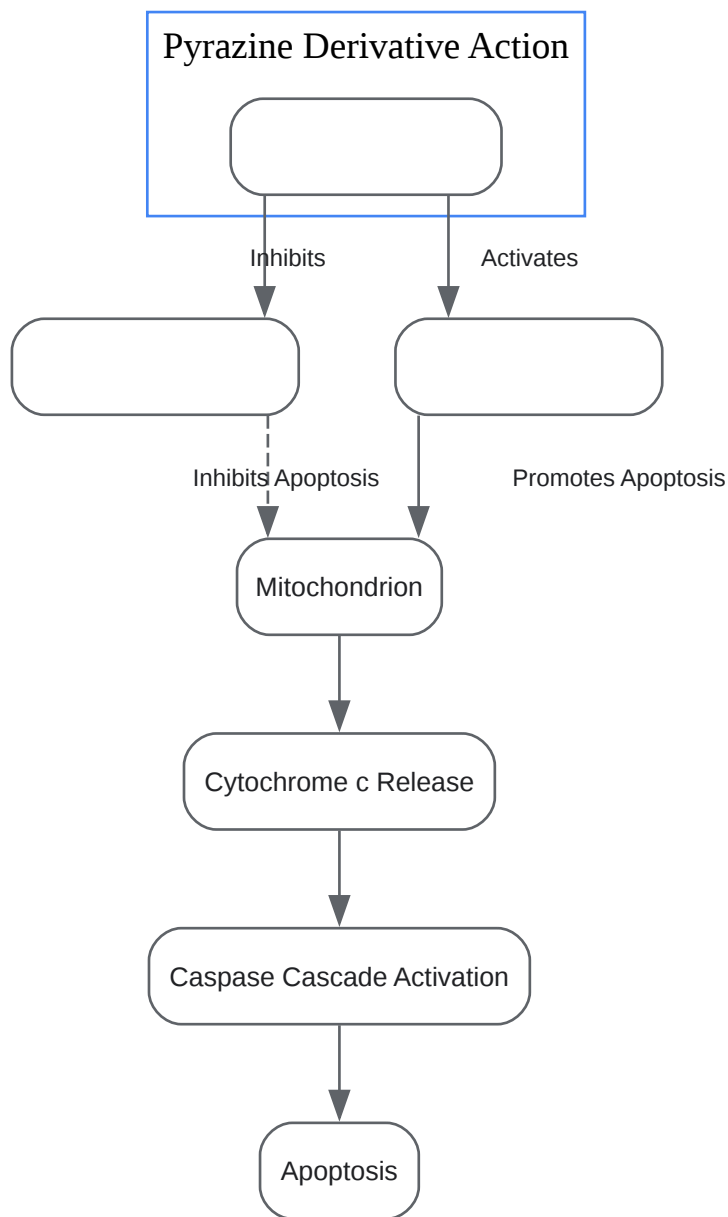 Pyrazine Derivative Action
Inhibits
Activates
Inhibits Apoptosis
Promotes Apoptosis
Mitochondrion
Cytochrome c Release
Caspase Cascade Activation
Apoptosis